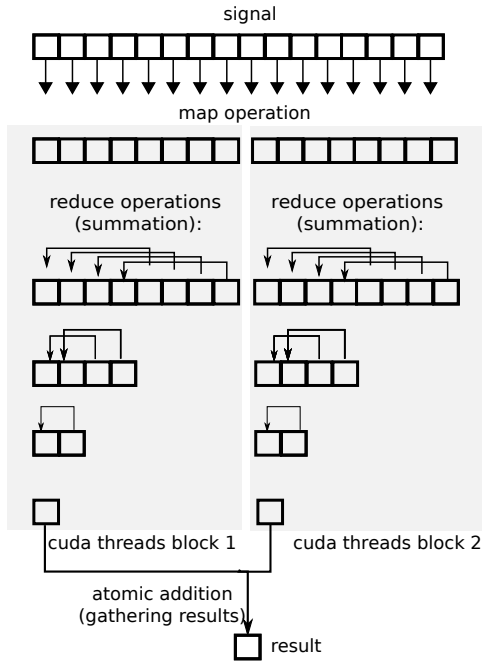 signal
map operation
reduce operations
(summation):
reduce operations
(summation):
cuda threads block 1
cuda threads block 2
atomic addition
(gathering results)
result